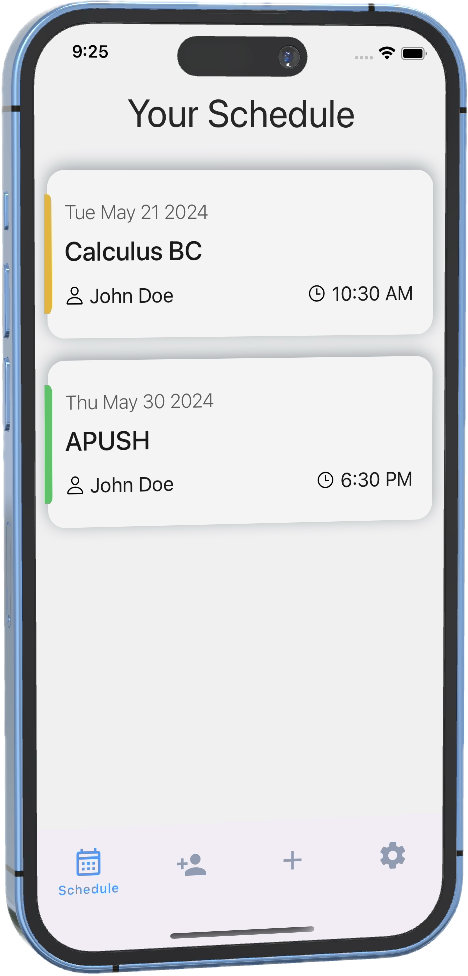 9:25
Your Schedule
Tue May 21 2024
Calculus BC
John Doe
10:30 AM
Thu May 30 2024
APUSH
John Doe
6:30 PM
Schedule